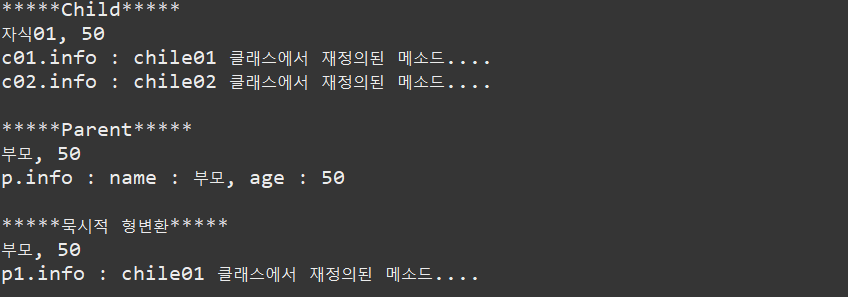 *****Child*****
자식01, 50
c01.info : chile01 클래스에서 재정의된 메소드....
c02.info : chile02 클래스에서 재정의된 메소드....
*****Parent*****
부모, 50
p.info : name : 부모, age : 50
*****묵시적 형변환*****
부모, 50
p1.info : chile01 클래스에서 재정의된 메소드....